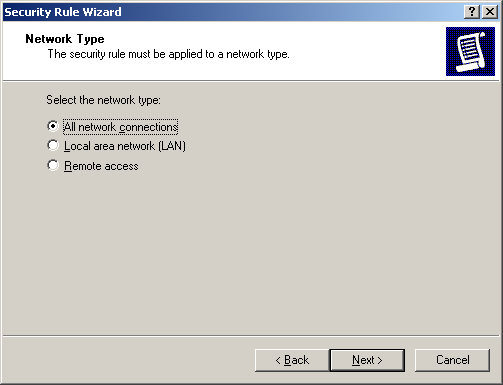 Security Rule Wizard
Network Type
The security rule must be applied to a network type.
Select the network type:
All network connections
Local area network (LAN)
Remote access
< Back
Next >
Cancel